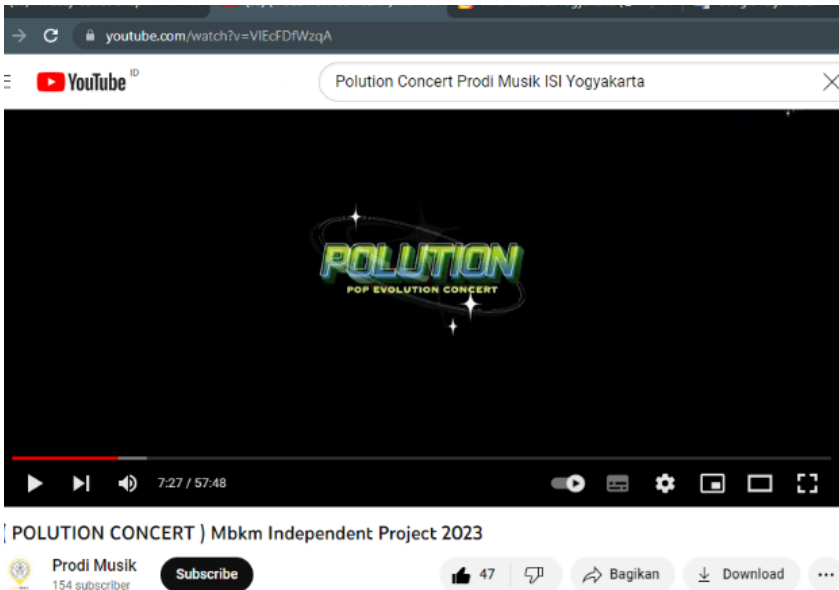 youtube.com/watch?v=VlEcFDfWzqA
YouTube ID
Polution Concert Prodi Musik ISI Yogyakarta
POLUTION
POP EVOLUTION CONCERT
7:27 / 57:48
( POLUTION CONCERT ) Mbkm Independent Project 2023
Prodi Musik
154 subscriber
Subscribe
47
Bagikan
Download